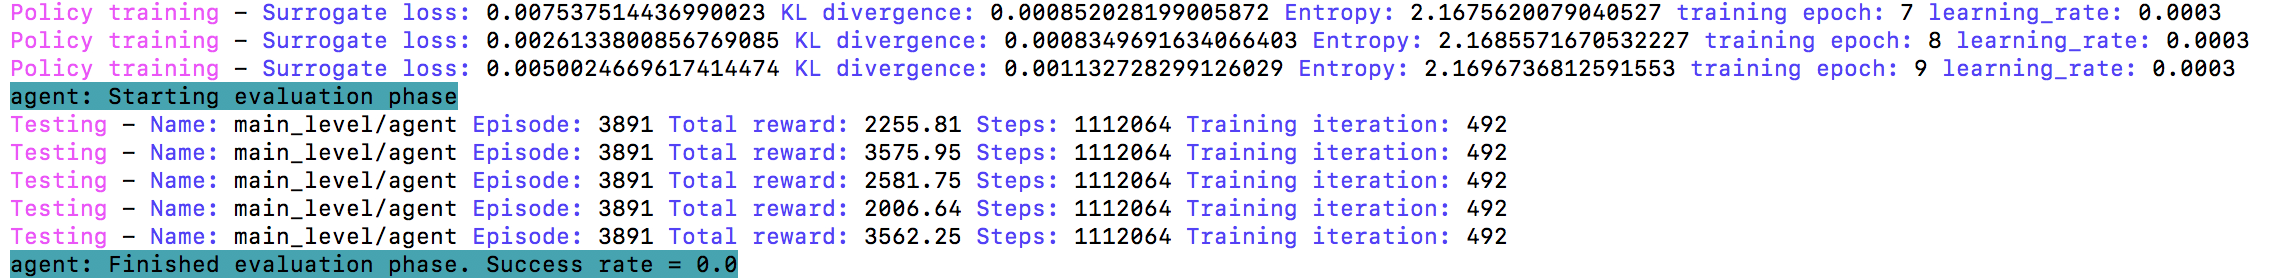 Policy training – Surrogate loss: 0.007537514436990023 KL divergence: 0.000852028199005872 Entropy: 2.1675620079040527 training epoch: 7 learning_rate: 0.0003
Policy training – Surrogate loss: 0.0026133800856769085 KL divergence: 0.0008349691634066403 Entropy: 2.1685571670532227 training epoch: 8 learning_rate: 0.0003
Policy training – Surrogate loss: 0.0050024669617414474 KL divergence: 0.001132728299126029 Entropy: 2.1696736812591553 training epoch: 9 learning_rate: 0.0003
agent: Starting evaluation phase
Testing – Name: main_level/agent Episode: 3891 Total reward: 2255.81 Steps: 1112064 Training iteration: 492
Testing – Name: main_level/agent Episode: 3891 Total reward: 3575.95 Steps: 1112064 Training iteration: 492
Testing – Name: main_level/agent Episode: 3891 Total reward: 2581.75 Steps: 1112064 Training iteration: 492
Testing – Name: main_level/agent Episode: 3891 Total reward: 2006.64 Steps: 1112064 Training iteration: 492
Testing – Name: main_level/agent Episode: 3891 Total reward: 3562.25 Steps: 1112064 Training iteration: 492
agent: Finished evaluation phase. Success rate = 0.0